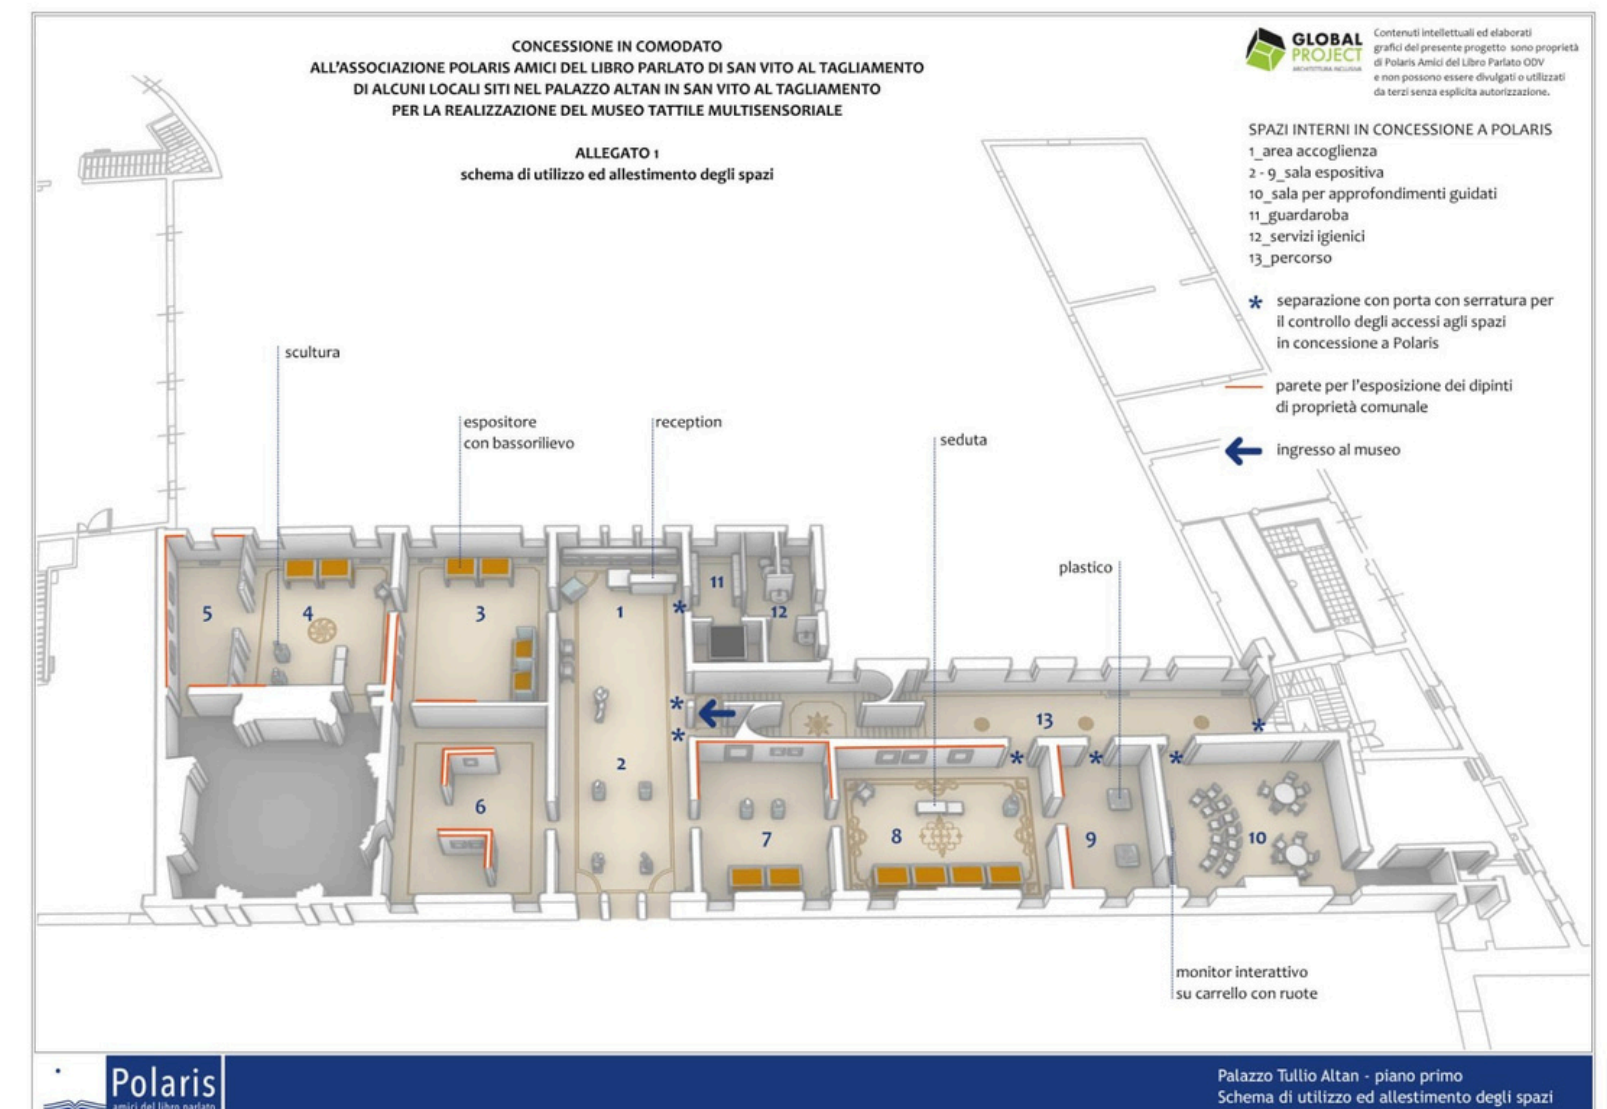 CONCESSIONE IN COMODATO
ALL'ASSOCIAZIONE POLARIS AMICI DEL LIBRO PARLATO DI SAN VITO AL TAGLIAMENTO
DI ALCUNI LOCALI SITI NEL PALAZZO ALTAN IN SAN VITO AL TAGLIAMENTO
PER LA REALIZZAZIONE DEL MUSEO TATTILE MULTISENSORIALE
ALLEGATO 1
schema di utilizzo ed allestimento degli spazi
GLOBAL
PROJECT
ARCHITETTURA INCLUSIVA
Contenuti intellettuali ed elaborati
grafici del presente progetto sono proprietà
di Polaris Amici del Libro Parlato ODV
e non possono essere divulgati o utilizzati
da terzi senza esplicita autorizzazione.
SPAZI INTERNI IN CONCESSIONE A POLARIS
1_area accoglienza
2 - 9_sala espositiva
10_sala per approfondimenti guidati
11_guardaroba
12_servizi igienici
13_percorso
* separazione con porta con serratura per
il controllo degli accessi agli spazi
in concessione a Polaris
parete per l'esposizione dei dipinti
di proprietà comunale
ingresso al museo
scultura
espositore
con bassorilievo
reception
seduta
plastico
5
4
3
1
*
11
12
*
*
13
*
2
6
7
8
*
9
*
*
10
monitor interattivo
su carrello con ruote
Polaris
amici del libro parlato
Palazzo Tullio Altan - piano primo
Schema di utilizzo ed allestimento degli spazi